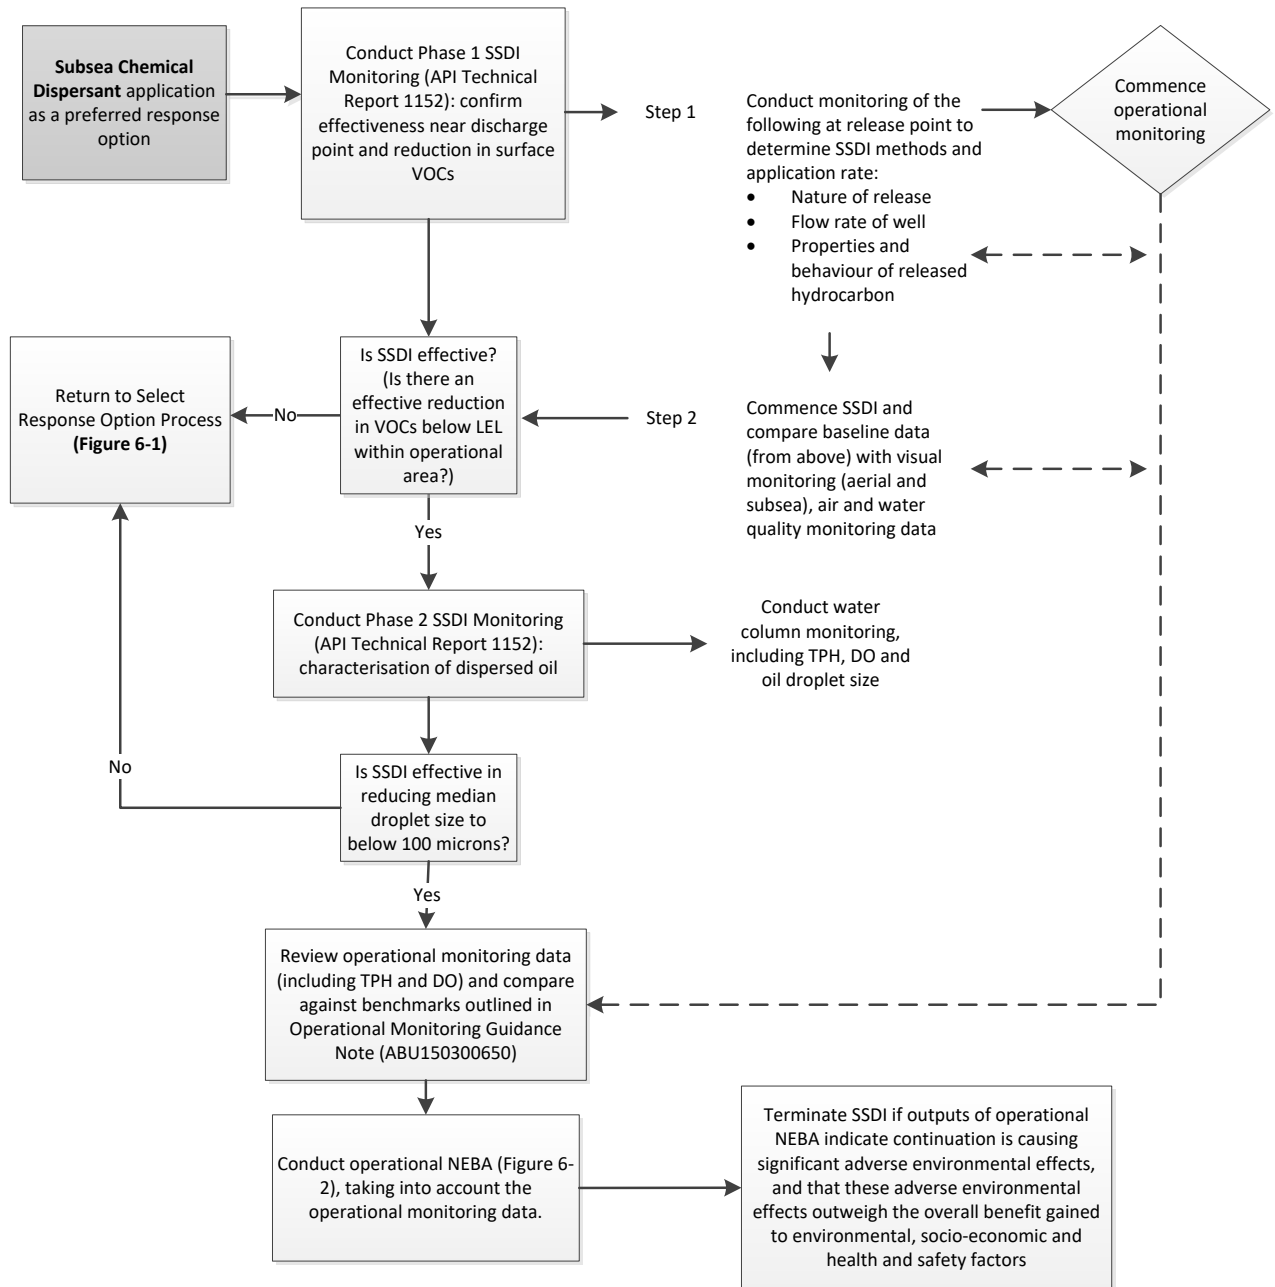 Subsea Chemical
Dispersant application
as a preferred response
option
Conduct Phase 1 SSDI
Monitoring (API Technical
Report 1152): confirm
effectiveness near discharge
point and reduction in surface
VOCs
Step 1
Conduct monitoring of the
following at release point to
determine SSDI methods and
application rate:
• Nature of release
• Flow rate of well
• Properties and
behaviour of released
hydrocarbon
Commence
operational
monitoring
Return to Select
Response Option Process
(Figure 6-1)
No
Is SSDI effective?
(Is there an
effective reduction
in VOCs below LEL
within operational
area?)
Step 2
Commence SSDI and
compare baseline data
(from above) with visual
monitoring (aerial and
subsea), air and water
quality monitoring data
Yes
Conduct Phase 2 SSDI Monitoring
(API Technical Report 1152):
characterisation of dispersed oil
Conduct water
column monitoring,
including TPH, DO and
oil droplet size
No
Is SSDI effective in
reducing median
droplet size to
below 100 microns?
Yes
Review operational monitoring data
(including TPH and DO) and compare
against benchmarks outlined in
Operational Monitoring Guidance
Note (ABU150300650)
Conduct operational NEBA (Figure 6-
2), taking into account the
operational monitoring data.
Terminate SSDI if outputs of operational
NEBA indicate continuation is causing
significant adverse environmental effects,
and that these adverse environmental
effects outweigh the overall benefit gained
to environmental, socio-economic and
health and safety factors